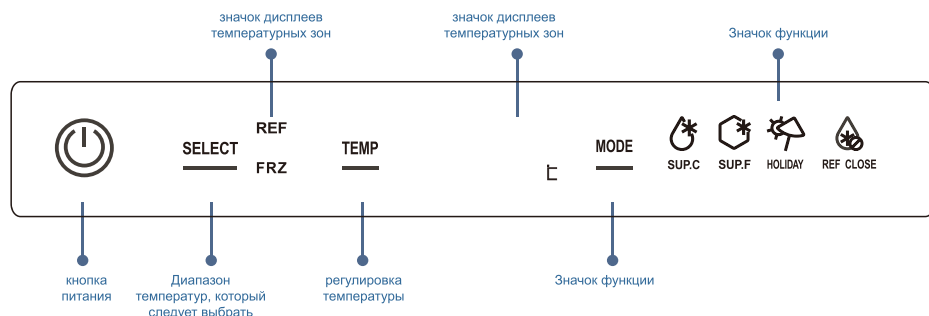 значок дисплеев
температурных зон
значок дисплеев
температурных зон
Значок функции
REF
SELECT
FRZ
TEMP
MODE
SUP.C
SUP.F
HOLIDAY
REF CLOSE
кнопка
питания
Диапазон
температур, который
следует выбрать
регулировка
температуры
Значок функции